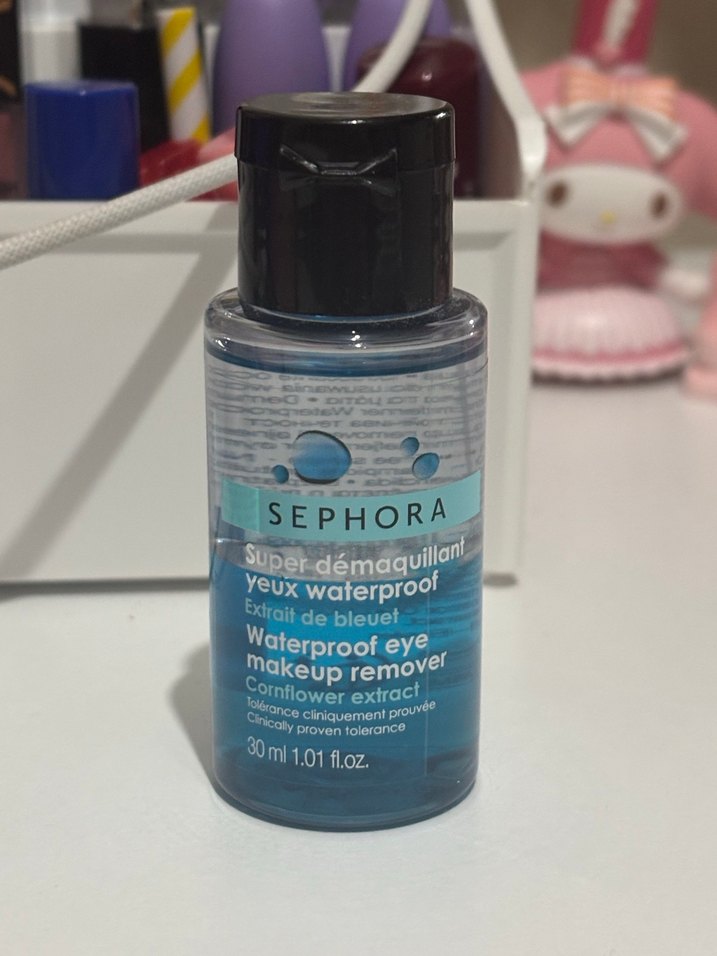 SEPHORA
Super démaquillant
yeux waterproof
Extrait de bleuet
Waterproof eye
makeup remover
Cornflower extract
Tolérance cliniquement prouvée
Clinically proven tolerance
30 ml 1.01 fl.oz.